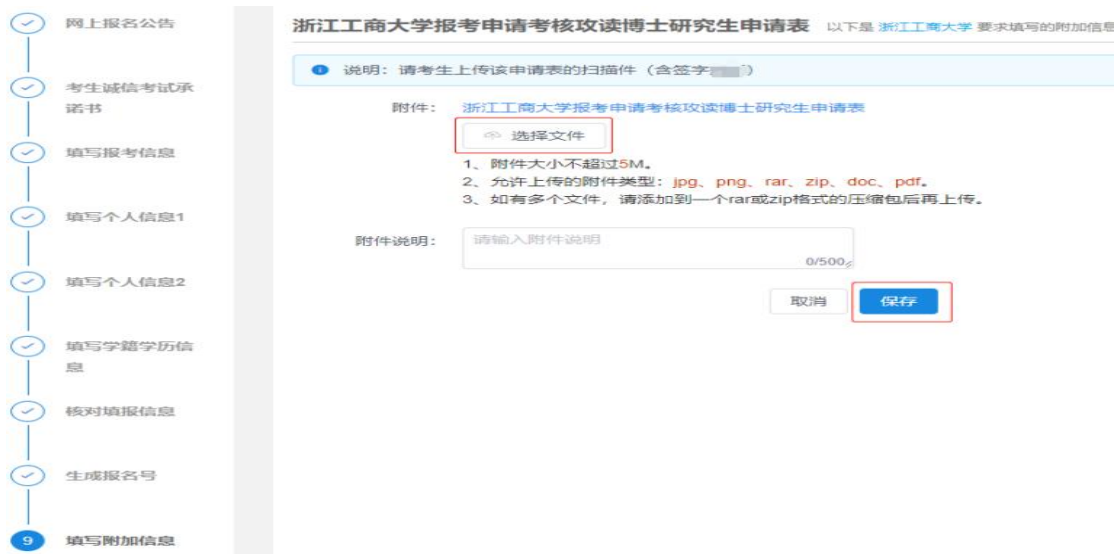 网上报名公告
考生诚信考试承
诺书
填写报考信息
填写个人信息1
填写个人信息2
填写学籍学历信
息
核对填报信息
生成报名号
9
填写附加信息
浙江工商大学报考申请考核攻读博士研究生申请表 以下是 浙江工商大学 要求填写的附加信息
说明：请考生上传该申请表的扫描件（含签字）
附件： 浙江工商大学报考申请考核攻读博士研究生申请表
选择文件
1、附件大小不超过5M。
2、允许上传的附件类型：jpg、png、rar、zip、doc、pdf。
3、如有多个文件，请添加到一个rar或zip格式的压缩包后再上传。
附件说明： 请输入附件说明
0/500
取消 保存